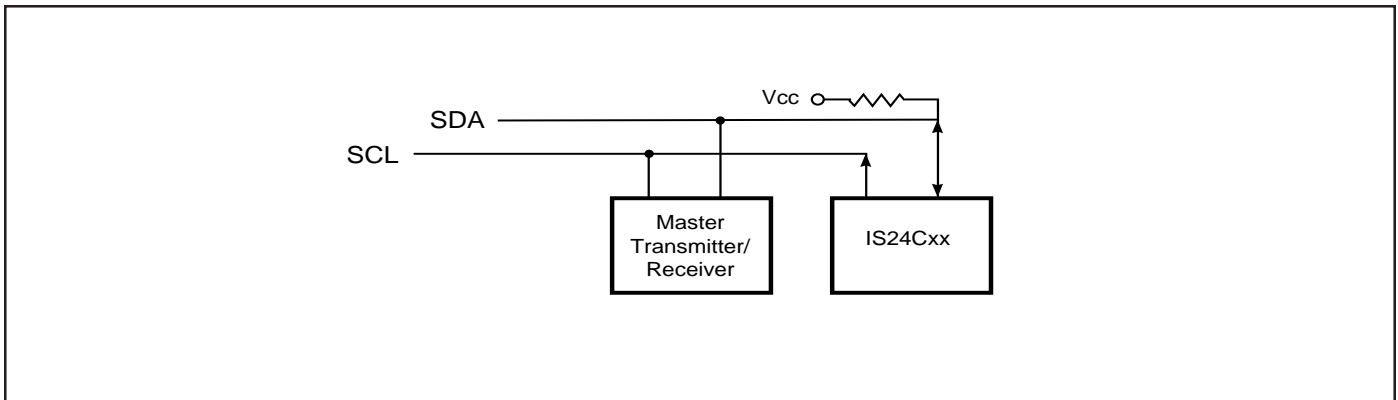 Vcc
SDA
SCL
Master
Transmitter/
Receiver
IS24Cxx